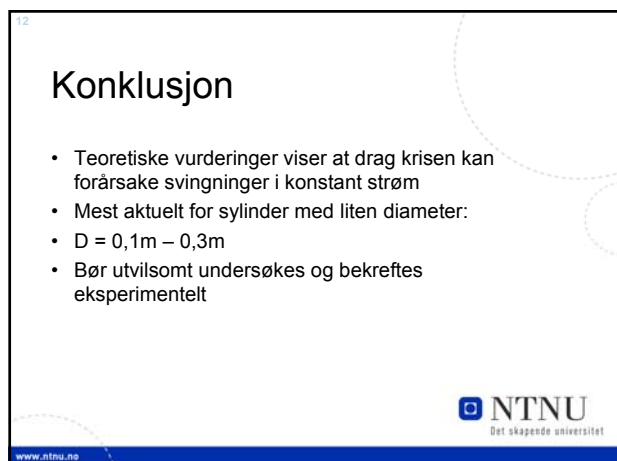 12
Konklusjon
• Teoretiske vurderinger viser at drag krisen kan
forårsake svingninger i konstant strøm
• Mest aktuelt for sylinder med liten diameter:
• D = 0,1m – 0,3m
• Bør utvilsomt undersøkes og bekreftes
eksperimentelt
NTNU
Det skapende universitet
www.ntnu.no